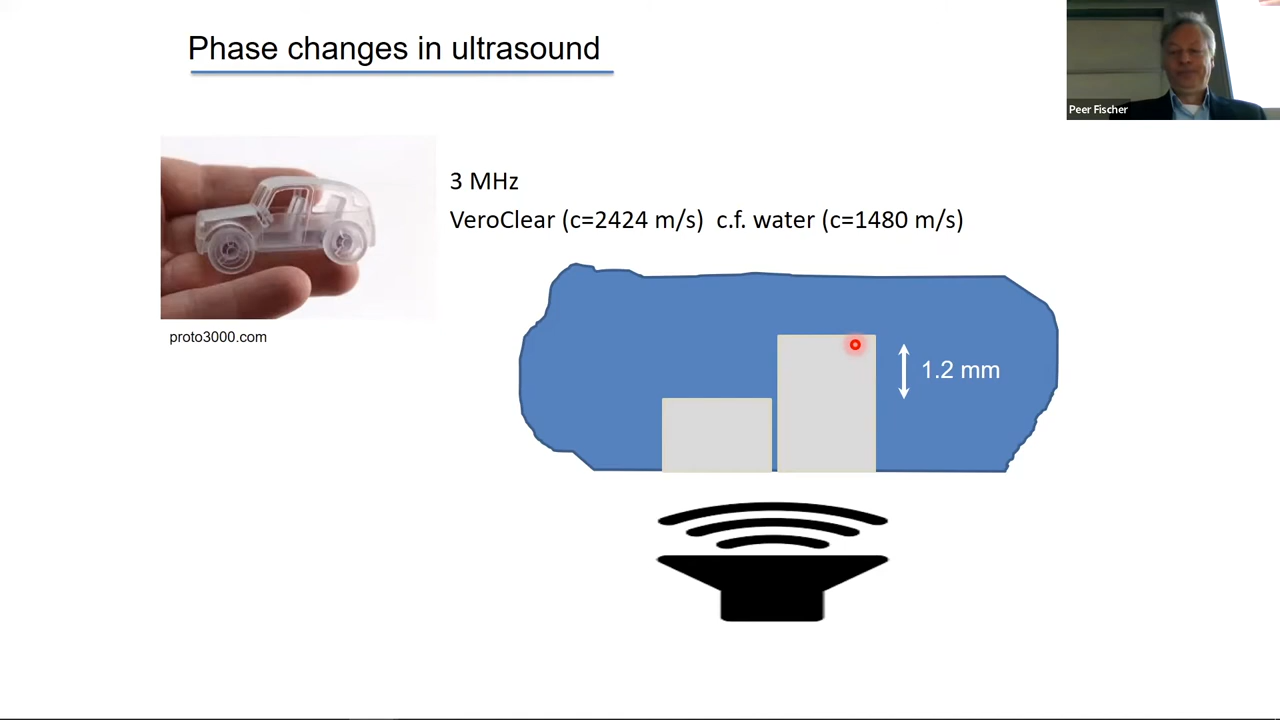 Phase changes in ultrasound
Peer Fischer
3 MHz
VeroClear (c=2424 m/s) c.f. water (c=1480 m/s)
proto3000.com
1.2 mm